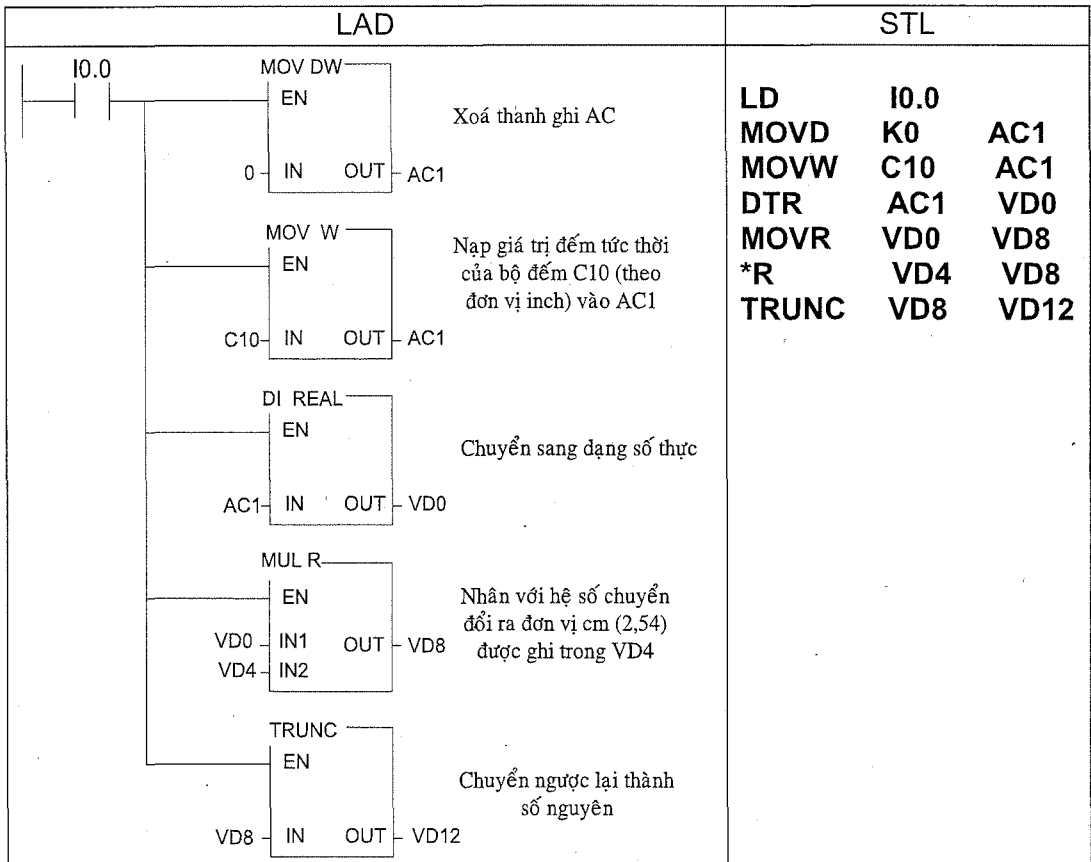 LAD
STL
I0.0
MOV DW
EN
0
IN
OUT
AC1
Xoá thành ghi AC
MOV W
EN
C10
IN
OUT
AC1
Nạp giá trị đếm tức thời
của bộ đếm C10 (theo
đơn vị inch) vào AC1
DI REAL
EN
AC1
IN
OUT
VD0
Chuyển sang dạng số thực
MUL R
EN
VD0
IN1
OUT
VD8
VD4
IN2
Nhân với hệ số chuyển
đổi ra đơn vị cm (2,54)
được ghi trong VD4
TRUNC
EN
VD8
IN
OUT
VD12
Chuyển ngược lại thành
số nguyên
LD I0.0
MOVD K0 AC1
MOVW C10 AC1
DTR AC1 VD0
MOVR VD0 VD8
*R VD4 VD8
TRUNC VD8 VD12